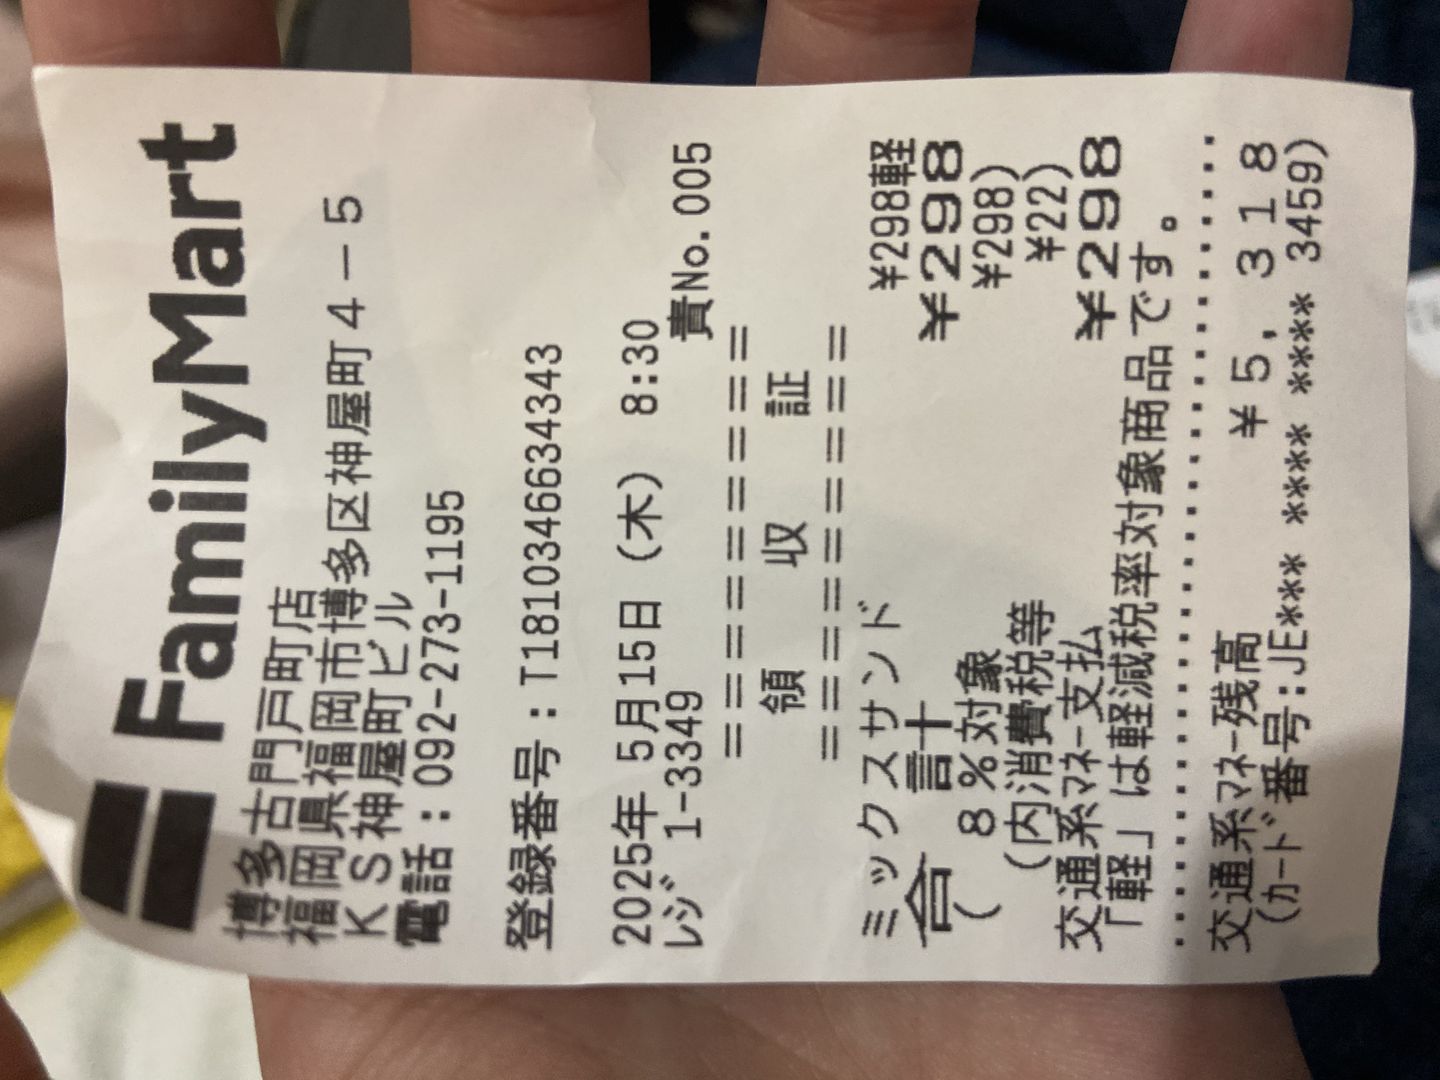 FamilyMart
博多古門戸町店
福岡県福岡市博多区神屋町4-5
KS神屋町ビル
電話:092-273-1195
登録番号:T1810346634343
2025年 5月15日 (木) 8:30
レジ 1-3349 責No.005
====================
領 収 証
====================
ミックスサンド ¥298軽
合 計 ¥298
( 8%対象 ¥298)
(内消費税等 ¥22)
交通系マネー支払 ¥298
「軽」は軽減税率対象商品です。
交通系マネー残高 ¥5,318
(カード番号:JE*** **** **** 3459)